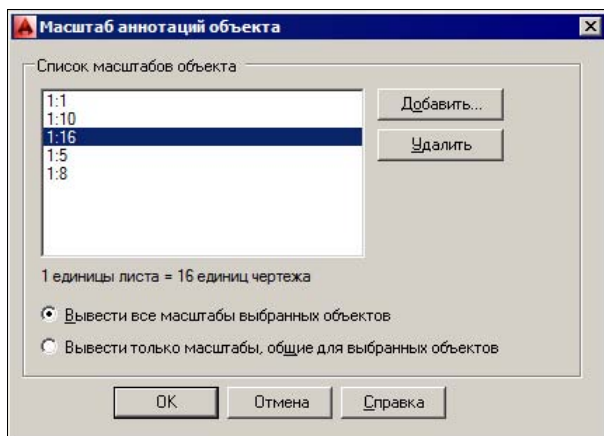 Масштаб аннотаций объекта
Список масштабов объекта
1:1
1:10
1:16
1:5
1:8
Добавить...
Удалить
1 единицы листа = 16 единиц чертежа
Вывести все масштабы выбранных объектов
Вывести только масштабы, общие для выбранных объектов
OK
Отмена
Справка